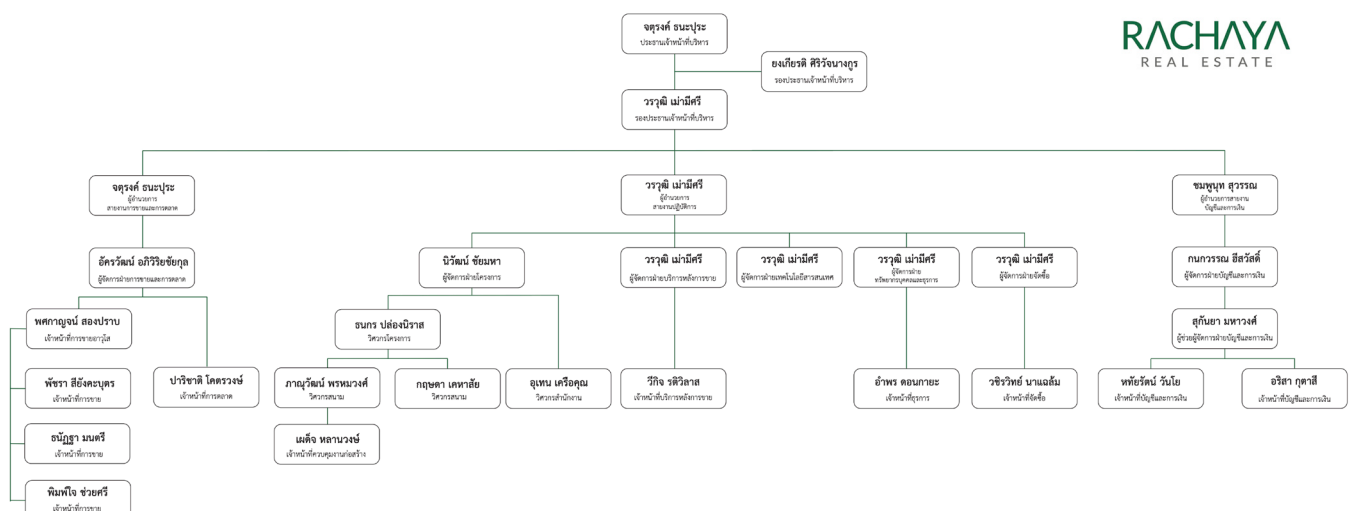 จตุรงค์ ธนะปุระ
ประธานเจ้าหน้าที่บริหาร
RACHAYA
REAL ESTATE
ยงเกียรติ ศิริวัจนางกูร
รองประธานเจ้าหน้าที่บริหาร
วรวุฒิ เม่ามีศรี
รองประธานเจ้าหน้าที่บริหาร
จตุรงค์ ธนะปุระ
ผู้อำนวยการ
สายงานการขายและการตลาด
วรวุฒิ เม่ามีศรี
ผู้อำนวยการ
สายงานปฏิบัติการ
ชมพูนุท สุวรรณ
ผู้อำนวยการสายงาน
บัญชีและการเงิน
อัครวัฒน์ อภิวิริยชัยกุล
ผู้จัดการฝ่ายการขายและการตลาด
นิวัฒน์ ชัยมหา
ผู้จัดการฝ่ายโครงการ
วรวุฒิ เม่ามีศรี
ผู้จัดการฝ่ายบริการหลังการขาย
วรวุฒิ เม่ามีศรี
ผู้จัดการฝ่ายเทคโนโลยีสารสนเทศ
วรวุฒิ เม่ามีศรี
ผู้จัดการฝ่าย
ทรัพยากรบุคคลและธุรการ
วรวุฒิ เม่ามีศรี
ผู้จัดการฝ่ายจัดซื้อ
กนกวรรณ สีสวัสดิ์
ผู้จัดการฝ่ายบัญชีและการเงิน
พศกาญจน์ สองปราบ
เจ้าหน้าที่การขายอาวุโส
ธนกร ปล่องนิราส
วิศวกรโครงการ
สุกันยา มหาวงศ์
ผู้ช่วยผู้จัดการฝ่ายบัญชีและการเงิน
พัชรา สียังคะบุตร
เจ้าหน้าที่การขาย
ปาริชาติ โคตรวงษ์
เจ้าหน้าที่การตลาด
ภาณุวัฒน์ พรหมวงศ์
วิศวกรสนาม
กฤษดา เคหาสัย
วิศวกรสนาม
อุเทน เครือคุณ
วิศวกรสำนักงาน
วีกิจ รติวิลาส
เจ้าหน้าที่บริการหลังการขาย
อำพร ดอนกายะ
เจ้าหน้าที่ธุรการ
วชิรวิทย์ นาแฉล้ม
เจ้าหน้าที่จัดซื้อ
หทัยรัตน์ วันโย
เจ้าหน้าที่บัญชีและการเงิน
อริสา กุตาสี
เจ้าหน้าที่บัญชีและการเงิน
ธนัฏฐา มนตรี
เจ้าหน้าที่การขาย
เผด็จ หลานวงษ์
เจ้าหน้าที่ควบคุมงานก่อสร้าง
พิมพ์ใจ ช่วยศรี
เจ้าหน้าที่การขาย